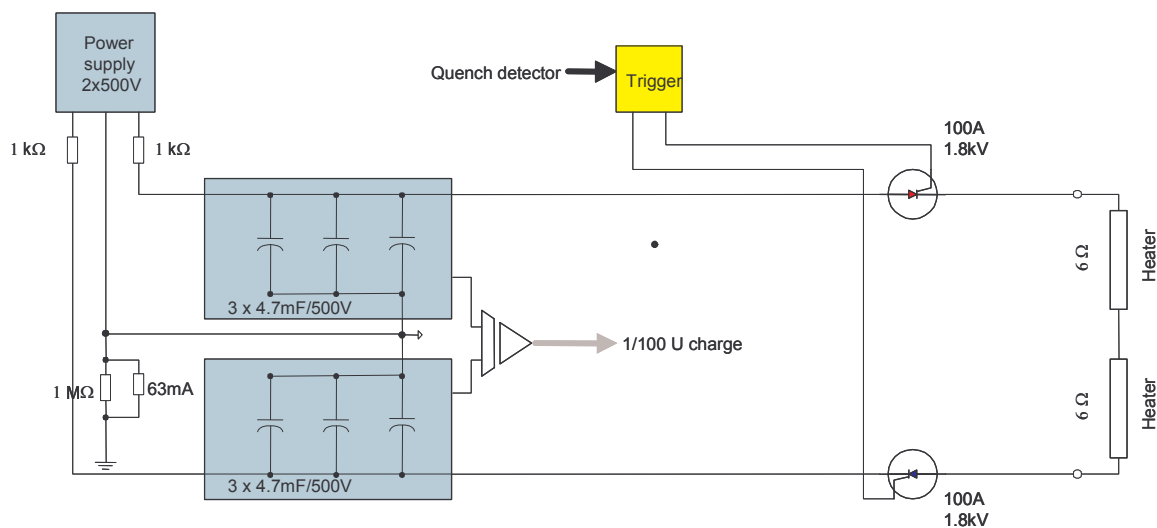 Power
supply
2x500V
Quench detector
Trigger
1 kΩ
1 kΩ
100A
1.8kV
6 Ω
Heater
3 x 4.7mF/500V
1/100 U charge
1 MΩ
63mA
6 Ω
Heater
3 x 4.7mF/500V
100A
1.8kV